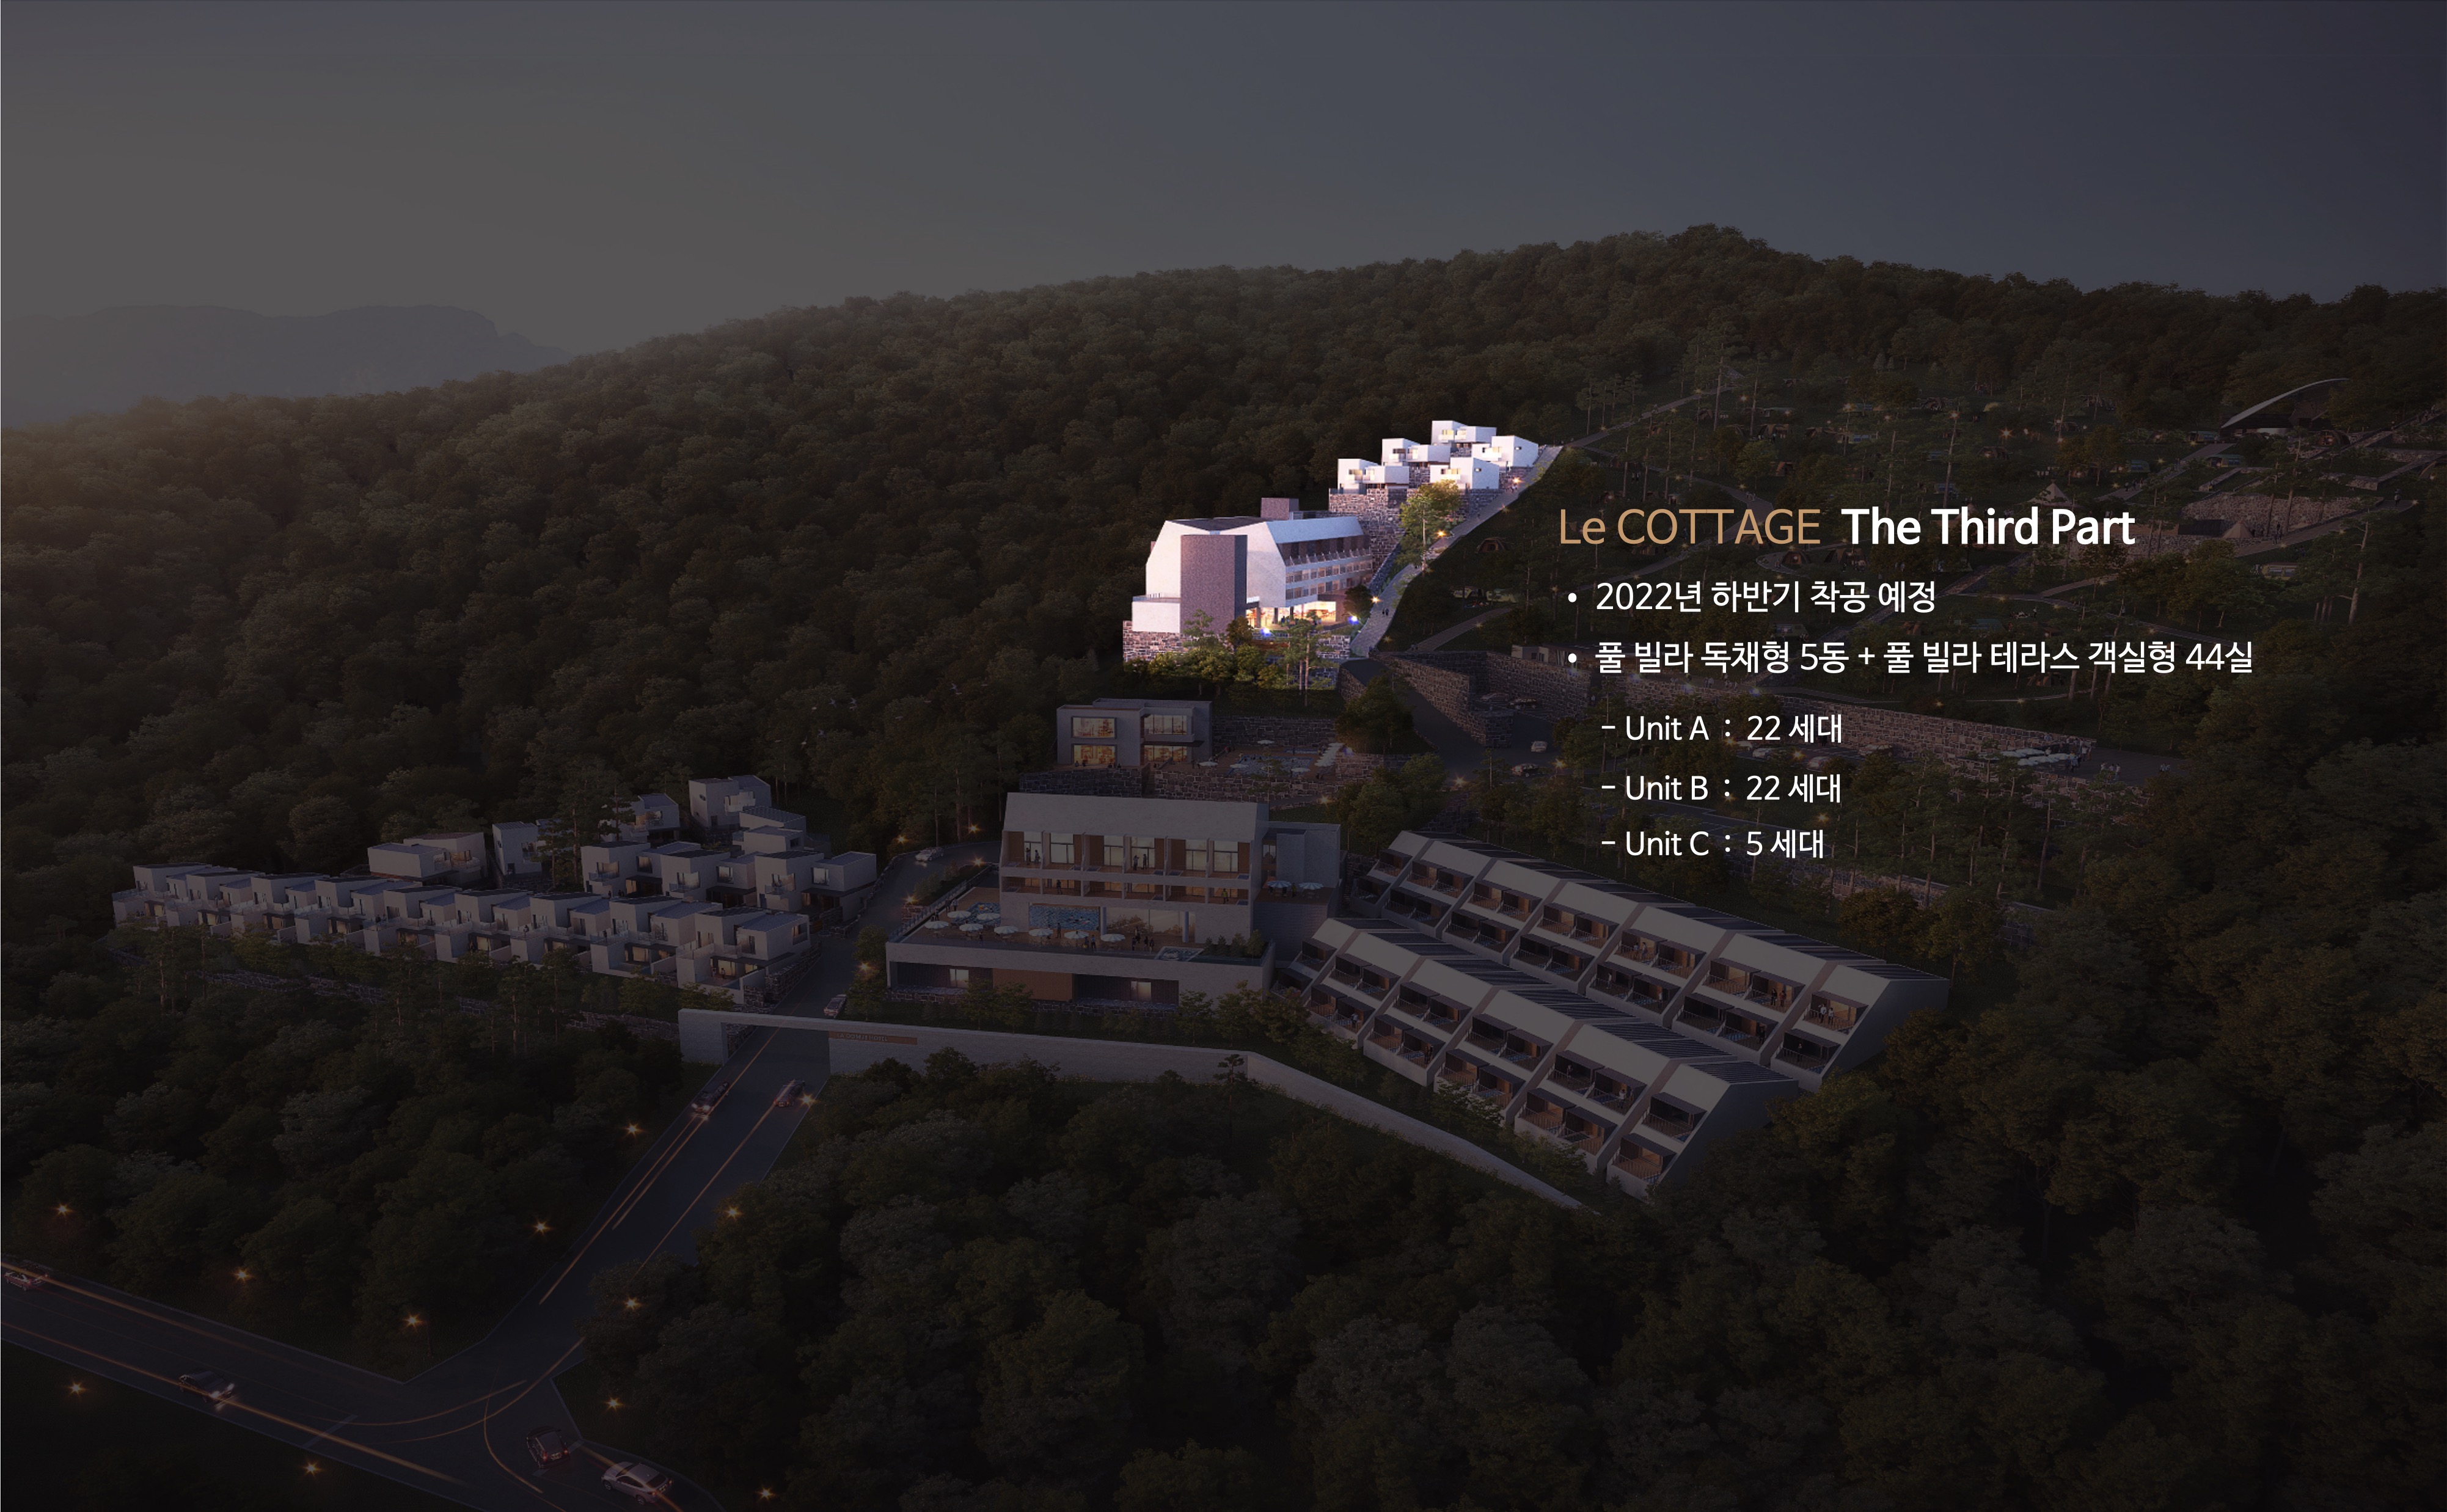 Le COTTAGE The Third Part
• 2022년 하반기 착공 예정
• 풀 빌라 독채형 5동 + 풀 빌라 테라스 객실형 44실
– Unit A : 22 세대
– Unit B : 22 세대
– Unit C : 5 세대